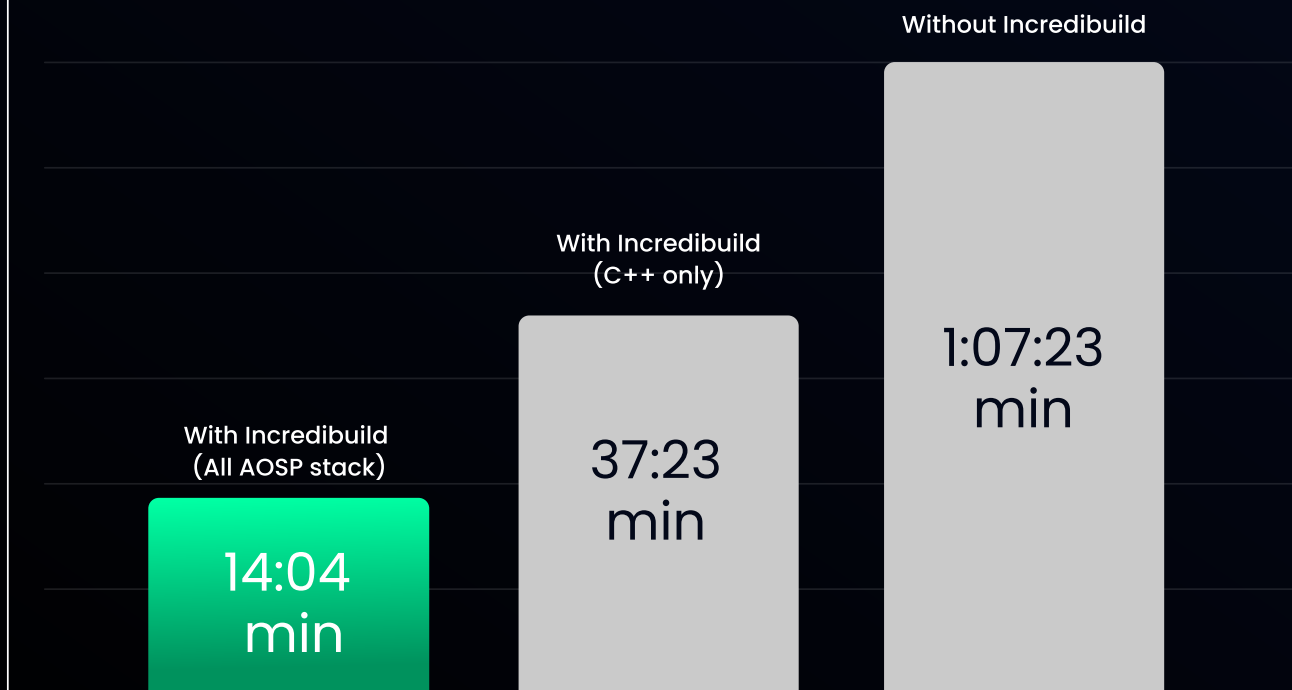 Without Incredibuild
1:07:23
min
With Incredibuild
(C++ only)
37:23
min
With Incredibuild
(All AOSP stack)
14:04
min